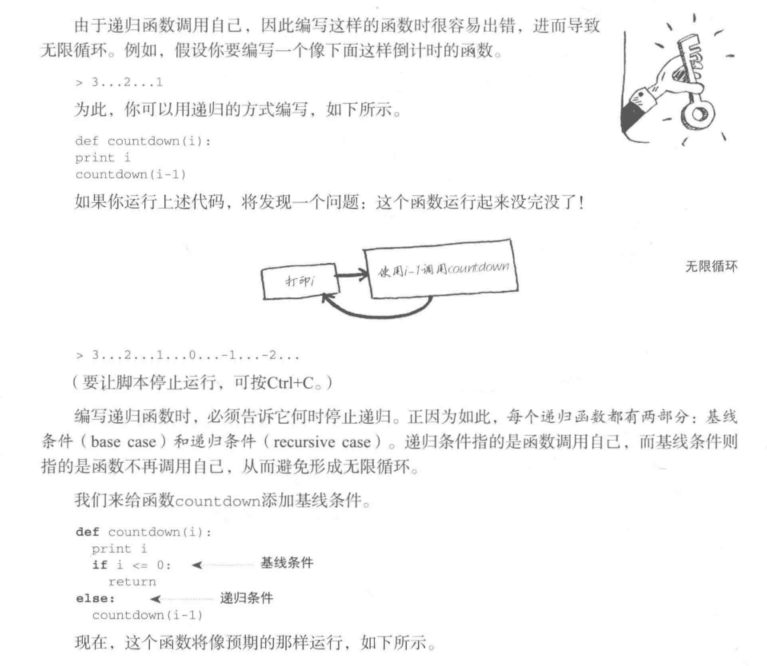 由于递归函数调用自己，因此编写这样的函数时很容易出错，进而导致
无限循环。例如，假设你要编写一个像下面这样倒计时的函数。
> 3...2...1
为此，你可以用递归的方式编写，如下所示。
def countdown(i):
print i
countdown(i-1)
如果你运行上述代码，将发现一个问题：这个函数运行起来没完没了！
打印i
使用i-1调用countdown
无限循环
> 3...2...1...0...-1...-2...
（要让脚本停止运行，可按Ctrl+C。）
编写递归函数时，必须告诉它何时停止递归。正因为如此，每个递归函数都有两部分：基线
条件（base case）和递归条件（recursive case）。递归条件指的是函数调用自己，而基线条件则
指的是函数不再调用自己，从而避免形成无限循环。
我们来给函数countdown添加基线条件。
def countdown(i):
print i
if i <= 0: 基线条件
return
else: 递归条件
countdown(i-1)
现在，这个函数将像预期的那样运行，如下所示。